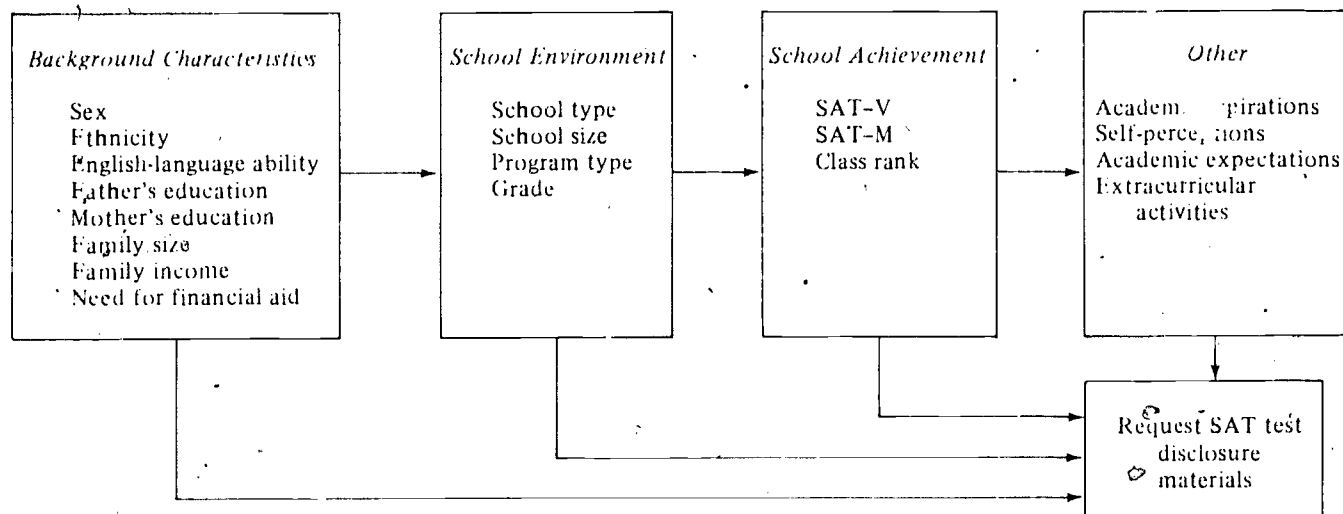 Background Characteristics
Sex
Ethnicity
English-language ability
Father's education
Mother's education
Family size
Family income
Need for financial aid
School Environment
School type
School size
Program type
Grade
School Achievement
SAT-V
SAT-M
Class rank
Other
Academic expectations
Extracurricular
activities
Request SAT test
disclosure
materials